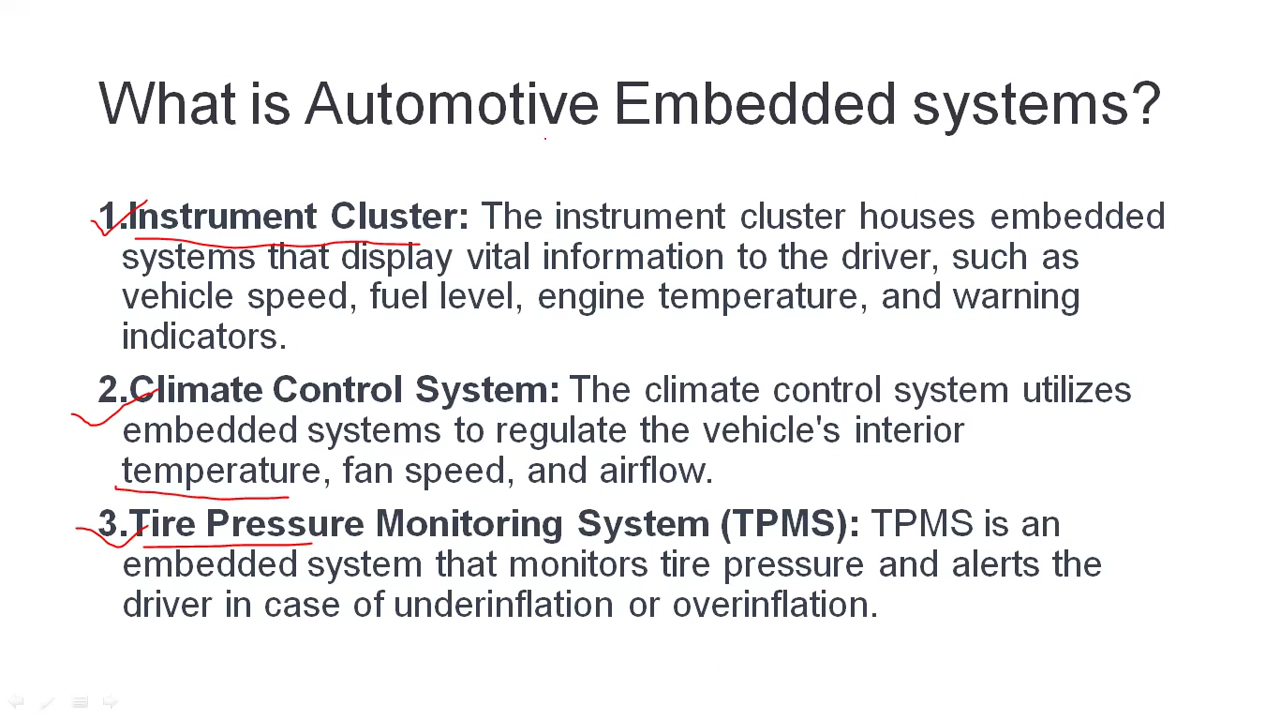 What is Automotive Embedded systems?
1.Instrument Cluster: The instrument cluster houses embedded
systems that display vital information to the driver, such as
vehicle speed, fuel level, engine temperature, and warning
indicators.
2.Climate Control System: The climate control system utilizes
embedded systems to regulate the vehicle's interior
temperature, fan speed, and airflow.
3.Tire Pressure Monitoring System (TPMS): TPMS is an
embedded system that monitors tire pressure and alerts the
driver in case of underinflation or overinflation.